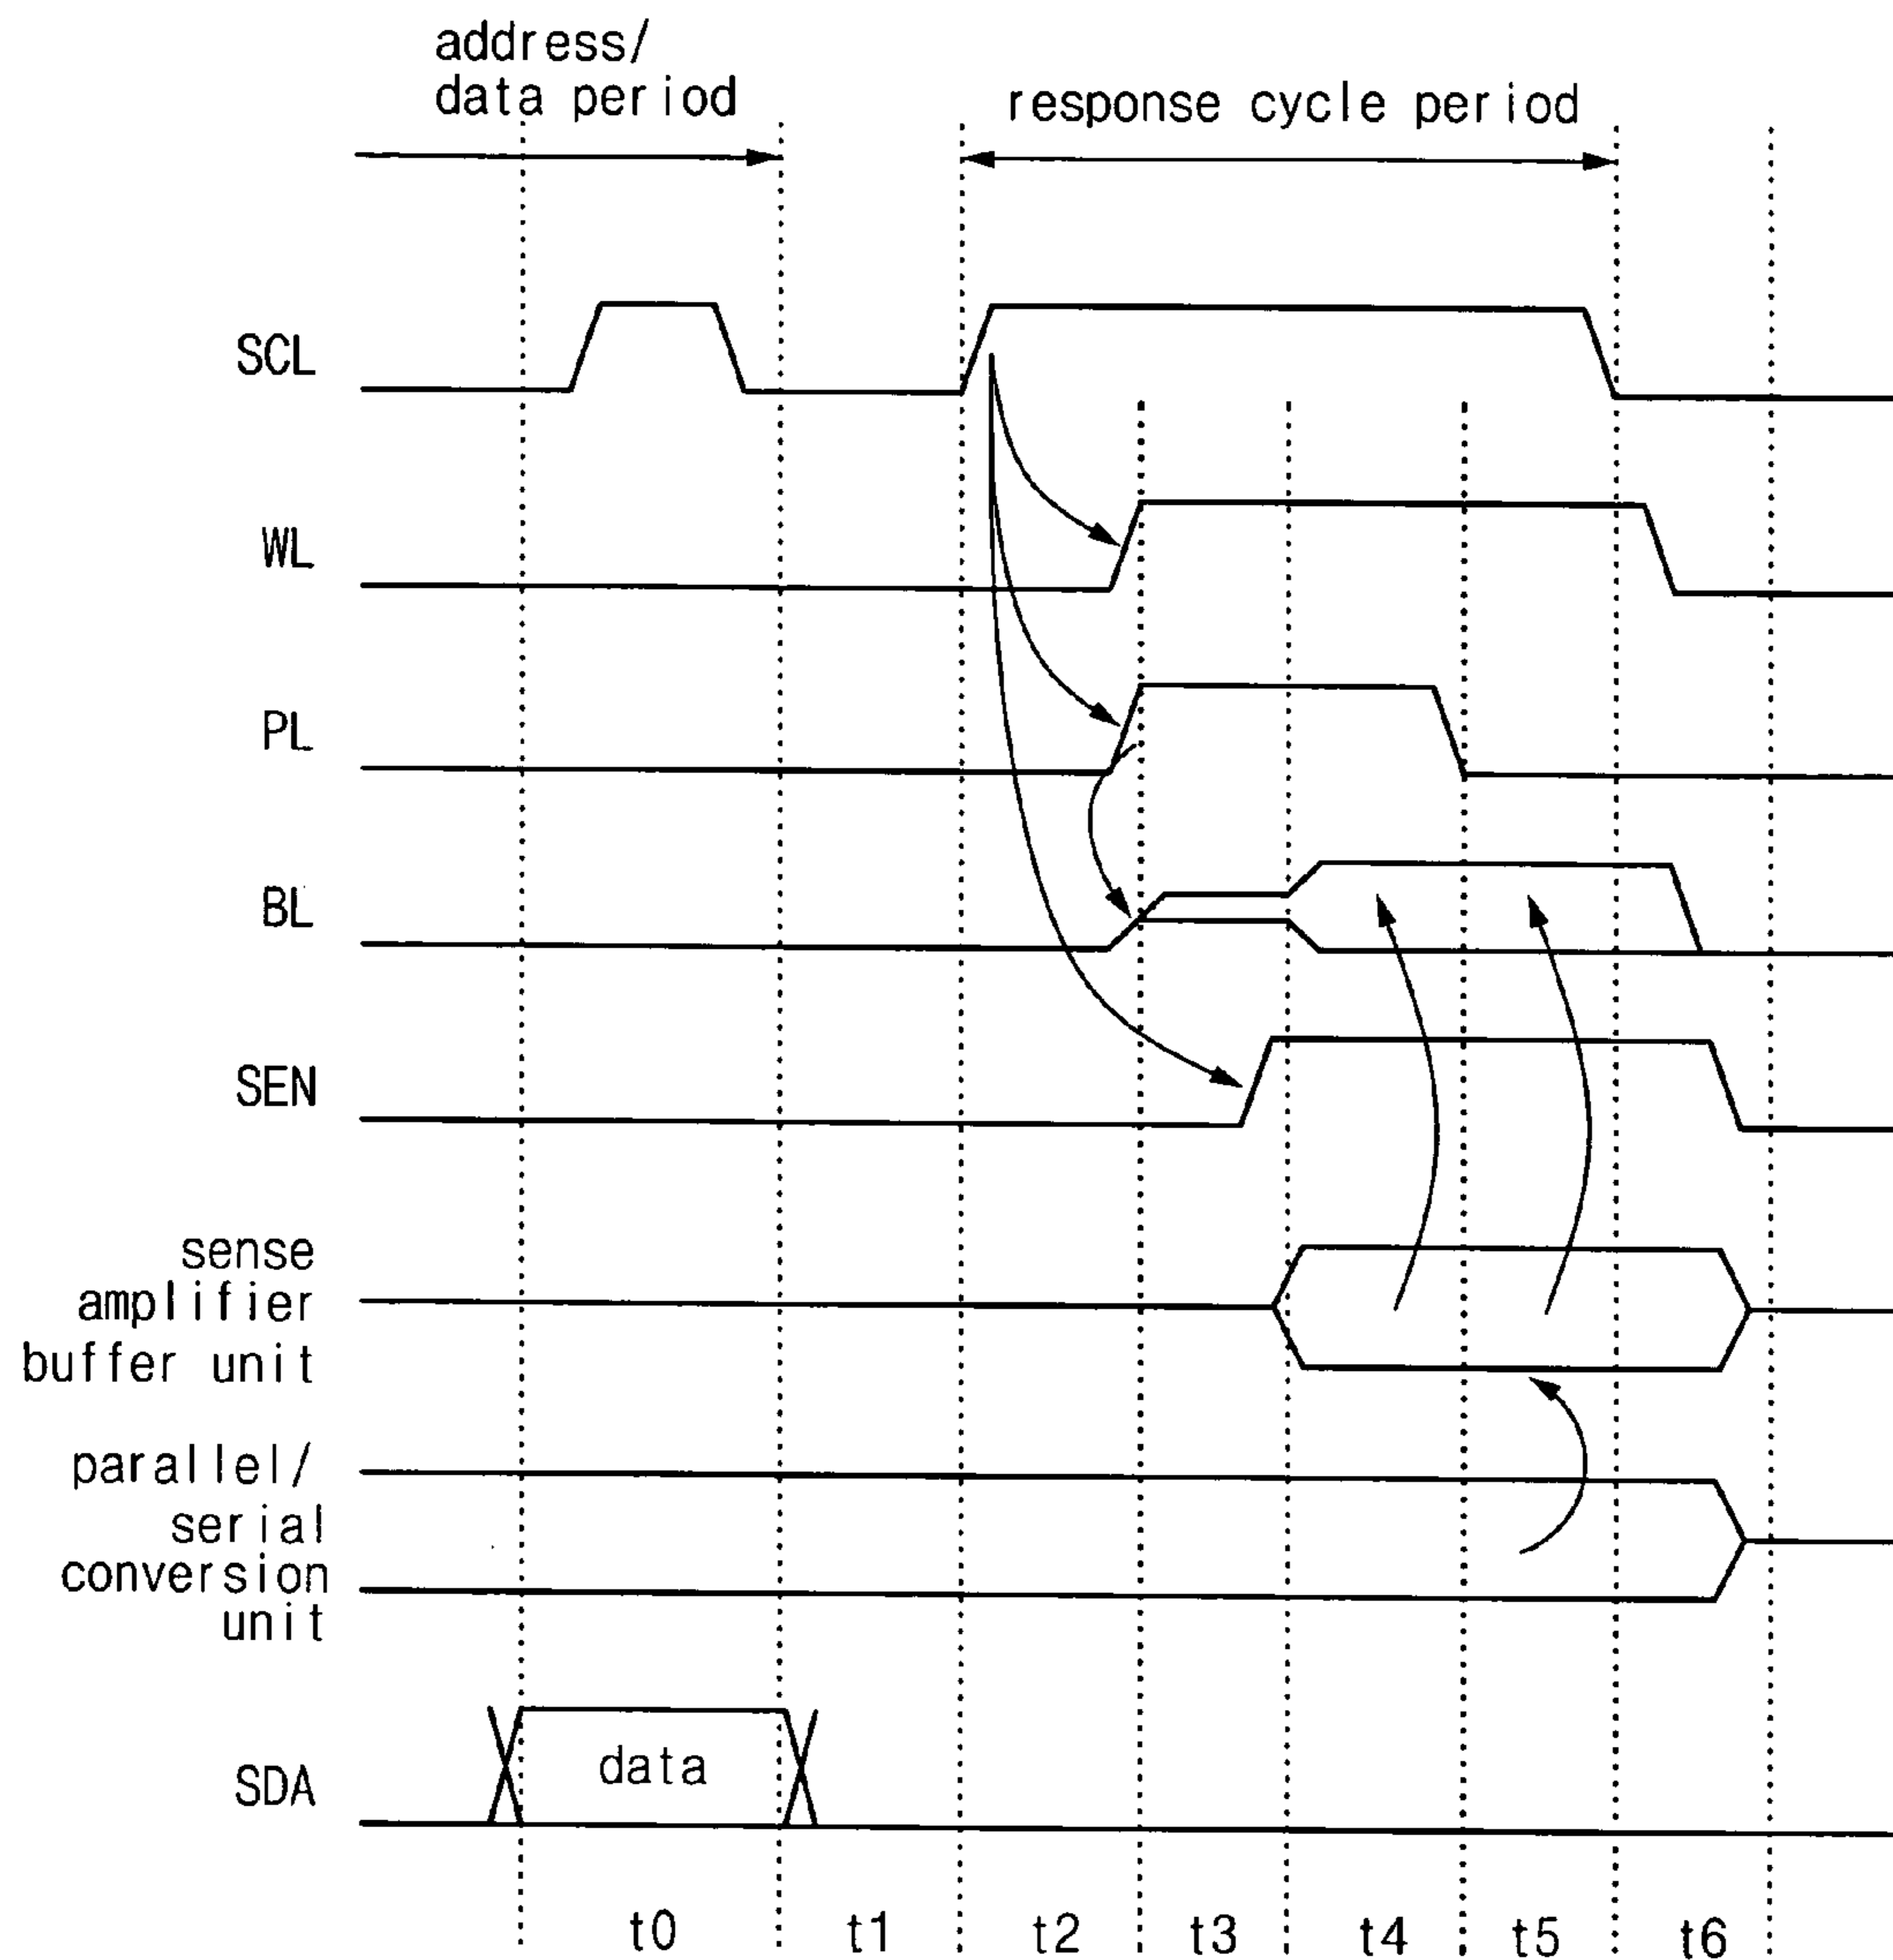 address/
data period
response cycle period
SCL
WL
PL
BL
SEN
sense
amplifier
buffer unit
parallel/
serial
conversion
unit
SDA
data
t0
t1
t2
t3
t4
t5
t6